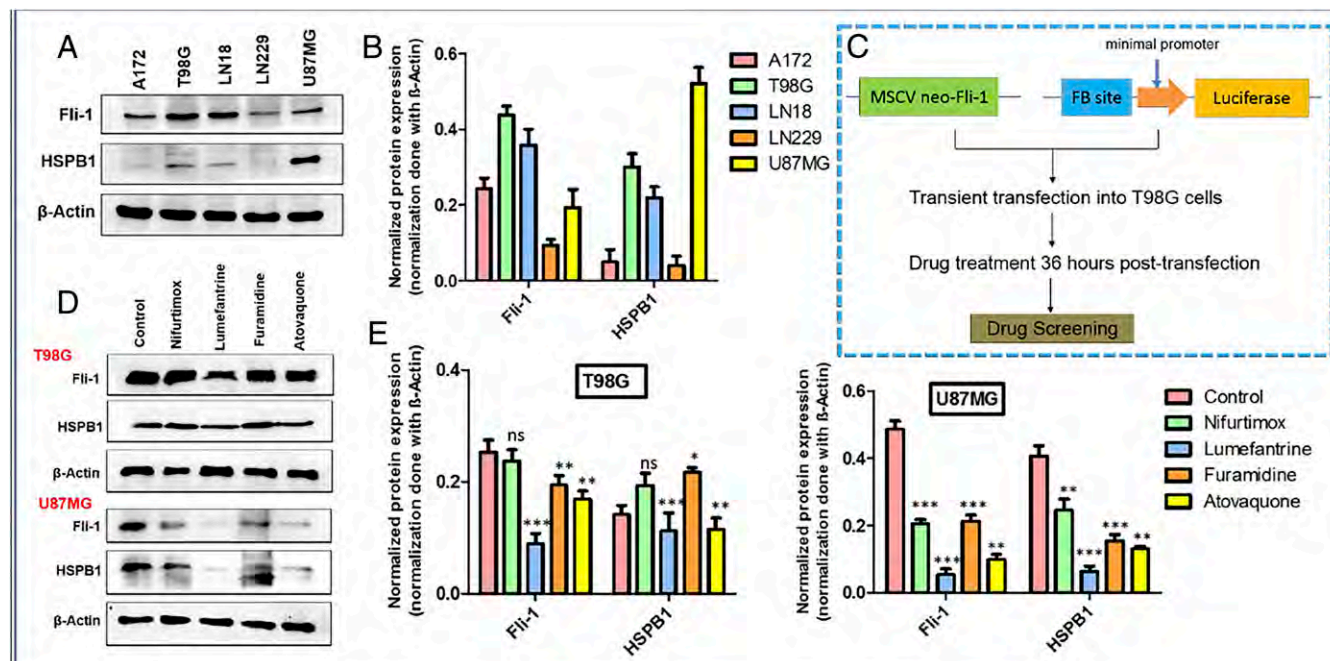 A
A172
T98G
LN18
LN229
U87MG
Fli-1
HSPB1
β-Actin
B
Normalized protein expression
(normalization done with ß-Actin)
0.6
0.4
0.2
0.0
Fli-1
HSPB1
A172
T98G
LN18
LN229
U87MG
C
minimal promoter
MSCV neo-Fli-1
FB site
Luciferase
Transient transfection into T98G cells
Drug treatment 36 hours post-transfection
Drug Screening
D
Control
Nifurtimox
Lumefantrine
Furamidine
Atovaquone
T98G
Fli-1
HSPB1
β-Actin
U87MG
Fli-1
HSPB1
β-Actin
E
T98G
Normalized protein expression
(normalization done with ß-Actin)
0.4
0.2
0.0
ns
***
**
**
ns
***
*
**
Fli-1
HSPB1
U87MG
Normalized protein expression
(normalization done with ß-Actin)
0.6
0.4
0.2
0.0
***
***
***
**
**
***
***
**
Fli-1
HSPB1
Control
Nifurtimox
Lumefantrine
Furamidine
Atovaquone